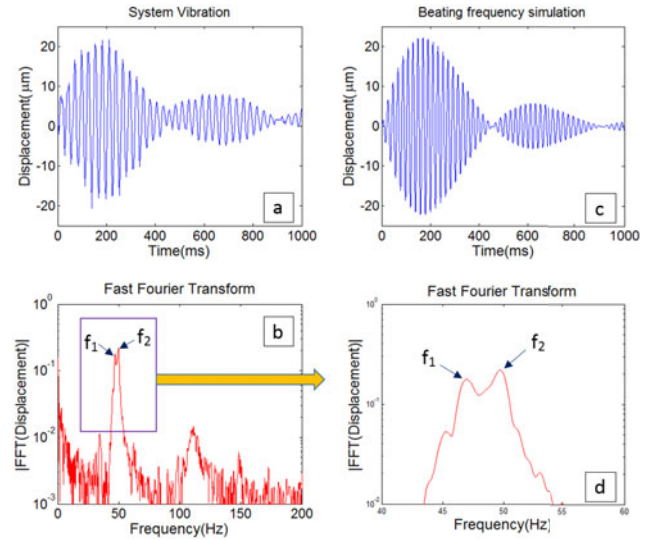 System Vibration
20
10
0
-10
-20
Displacement(μm)
0 200 400 600 800 1000
Time(ms)
a
Beating frequency simulation
20
10
0
-10
-20
Displacement(μm)
0 200 400 600 800 1000
Time(ms)
c
Fast Fourier Transform
10⁰
10⁻¹
10⁻²
10⁻³
|FFT(Displacement)|
f₁ f₂
b
0 50 100 150 200
Frequency(Hz)
Fast Fourier Transform
|FFT(Displacement)|
f₁ f₂
d
40 45 50 55 60
Frequency(Hz)